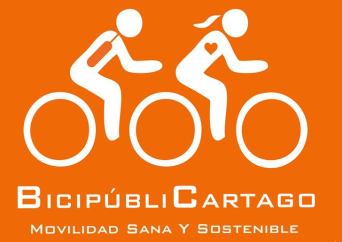 BICIPÚBLICARTAGO
MOVILIDAD SANA Y SOSTENIBLE